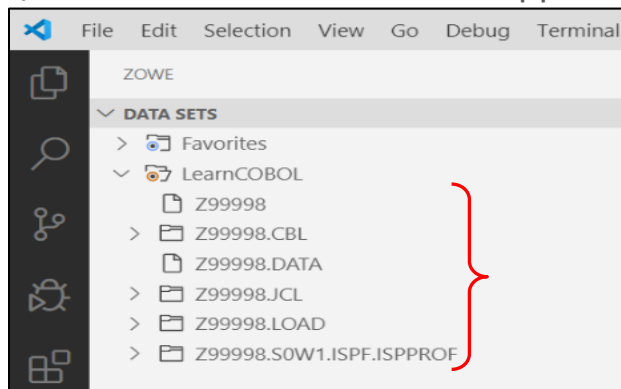 File Edit Selection View Go Debug Terminal
ZOWE
DATA SETS
Favorites
LearnCOBOL
Z99998
Z99998.CBL
Z99998.DATA
Z99998.JCL
Z99998.LOAD
Z99998.S0W1.ISPF.ISPPROF